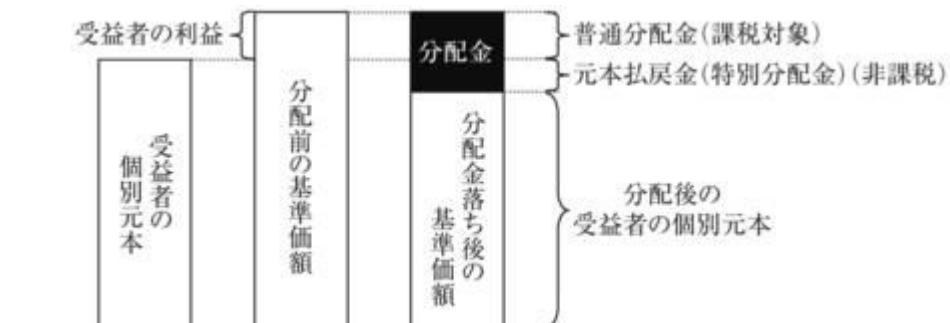 受益者の利益
分配金
普通分配金(課税対象)
元本払戻金(特別分配金)(非課税)
受益者の
個別元本
分配前の基準価額
分配金落ち後の
基準価額
分配後の
受益者の個別元本